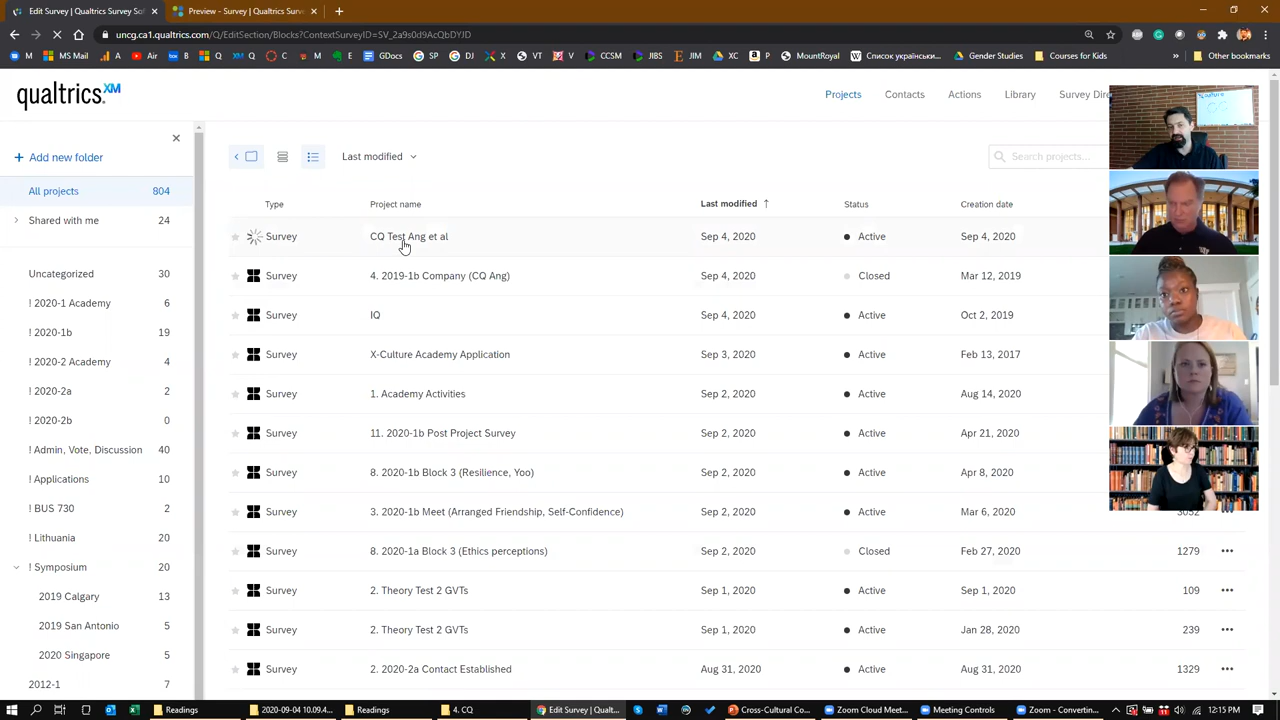 Edit Survey | Qualtrics Survey Sol
Preview - Online Survey Softwa
uncg.ca1.qualtrics.com/Q/EditSection/Blocks?ContextSurveyID=SV_2a9s0d9AcQbDYJD
M
MS Mail
A
T
Air
B
MS
Q
C
SF
G
DJ
X
VT
V
CCSM
JIBS
EJIM
XC
P
MountRoyal
Список українськи...
Gender Studies
Courses for Kids
Other bookmarks
qualtrics XM
Projects
Contacts
Actions
Library
Survey Dir
Add new folder
All projects 804
Shared with me 24
Uncategorized 30
! 2020-1 Academy 6
! 2020-1b 19
! 2020-2 Academy 4
! 2020-2a 2
! 2020-2b 0
! Admin, Vote, Discussion 40
! Applications 10
! BUS 730 2
! Lithuania 20
! Symposium 20
2019 Calgary 13
2019 San Antonio 5
2020 Singapore 5
2012-1 7
Last modified
Search projects...
Type Project name Last modified Status Creation date
Survey CQ Test Ang et al Sep 4, 2020 Active Sep 4, 2020
Survey 4. 2019-1b Company (CQ Ang) Sep 4, 2020 Closed Mar 12, 2019
Survey IQ Sep 4, 2020 Active Oct 2, 2019
Survey X-Culture Academy Application Sep 3, 2020 Active Feb 13, 2017
Survey 1. Academy Activities Sep 2, 2020 Active Aug 14, 2020
Survey 11. 2020-1b Post Project Survey Sep 2, 2020 Active Apr 21, 2020
Survey 8. 2020-1b Block 3 (Resilience, Yoo) Sep 2, 2020 Active Apr 8, 2020
Survey 3. 2020-1b Meet (Arranged Friendship, Self-Confidence) Sep 2, 2020 Active Mar 6, 2020 3052
Survey 8. 2020-1a Block 3 (Ethics perceptions) Sep 2, 2020 Closed Feb 27, 2020 1279
Survey 2. Theory Test 2 GVTs Sep 1, 2020 Active Sep 1, 2020 109
Survey 2. Theory Test 2 GVTs Sep 1, 2020 Active Jan 28, 2020 239
Survey 2. 2020-2a Contact Established Aug 31, 2020 Active Aug 31, 2020 1329
Readings
2020-09-04 10.09.4...
Readings
4. CQ
Edit Survey | Qualt...
Cross-Cultural Co...
Zoom Cloud Meet...
Meeting Controls
Zoom - Convertin...
12:15 PM